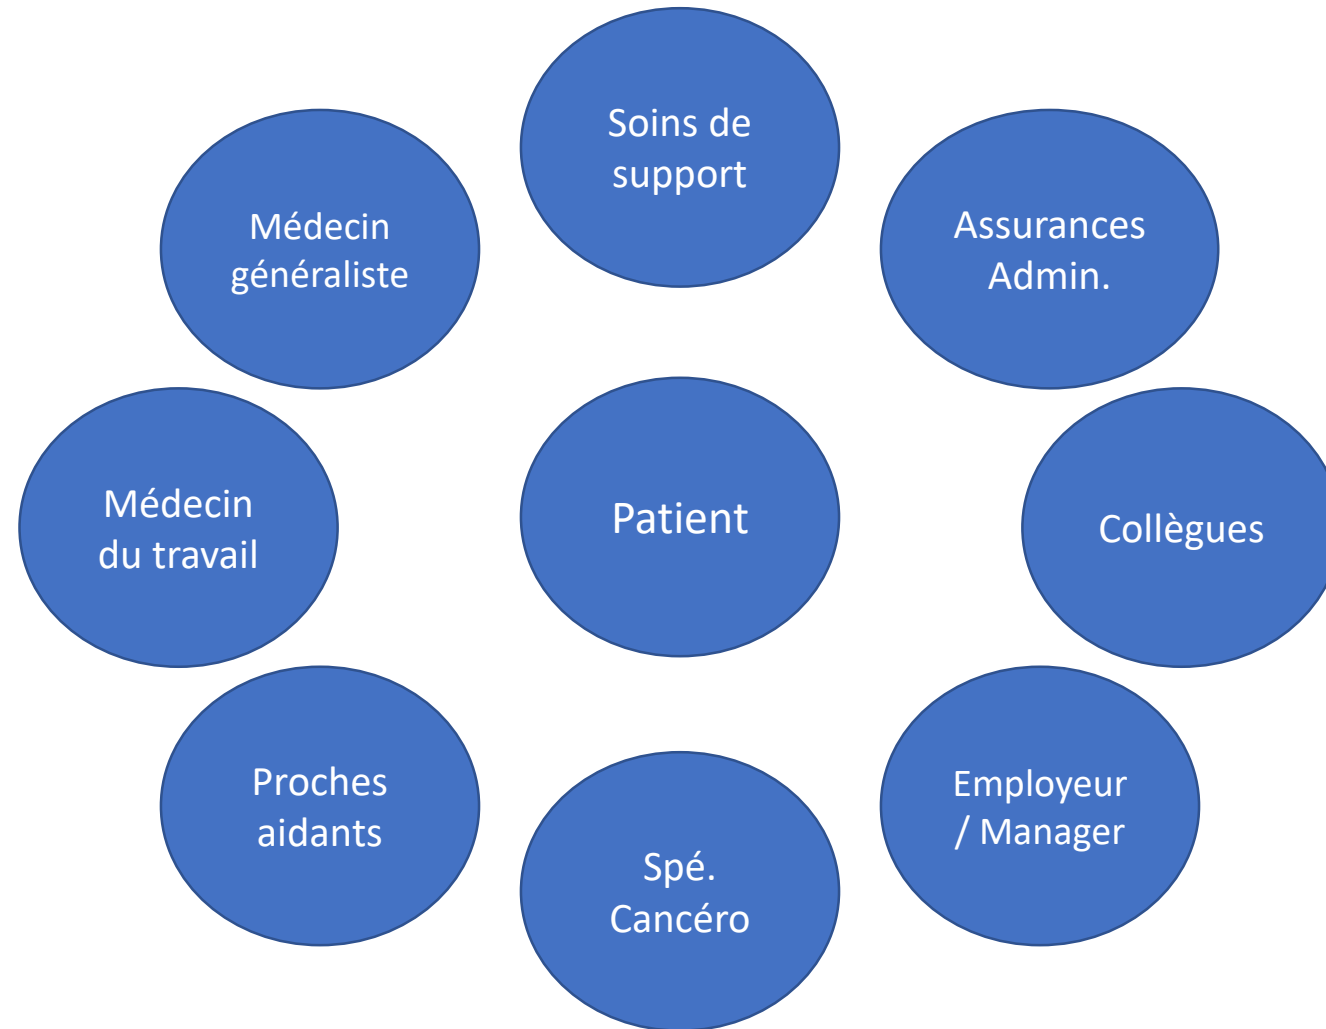 Soins de
support
Médecin
généraliste
Assurances
Admin.
Médecin
du travail
Patient
Collègues
Proches
aidants
Employeur
/ Manager
Spé.
Cancéro